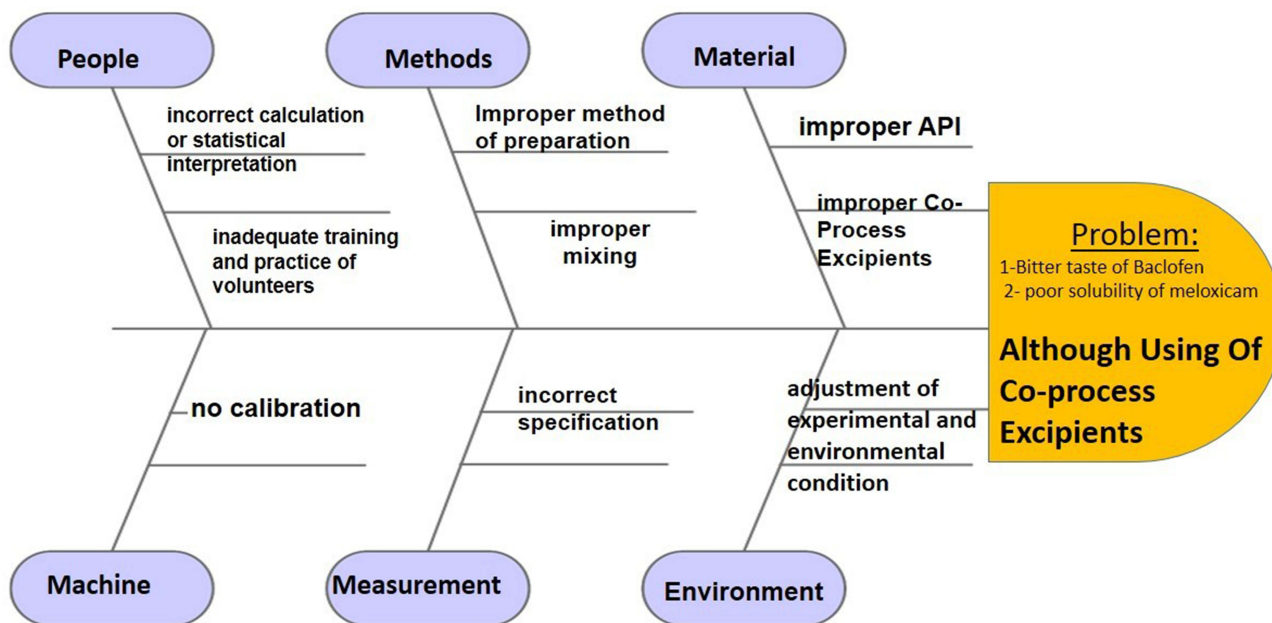 People
Methods
Material
incorrect calculation
or statistical
interpretation
inadequate training
and practice of
volunteers
Improper method
of preparation
improper
mixing
improper API
improper Co-
Process
Excipients
Problem:
1-Bitter taste of Baclofen
2- poor solubility of meloxicam
Although Using Of
Co-process
Excipients
no calibration
incorrect
specification
adjustment of
experimental and
environmental
condition
Machine
Measurement
Environment